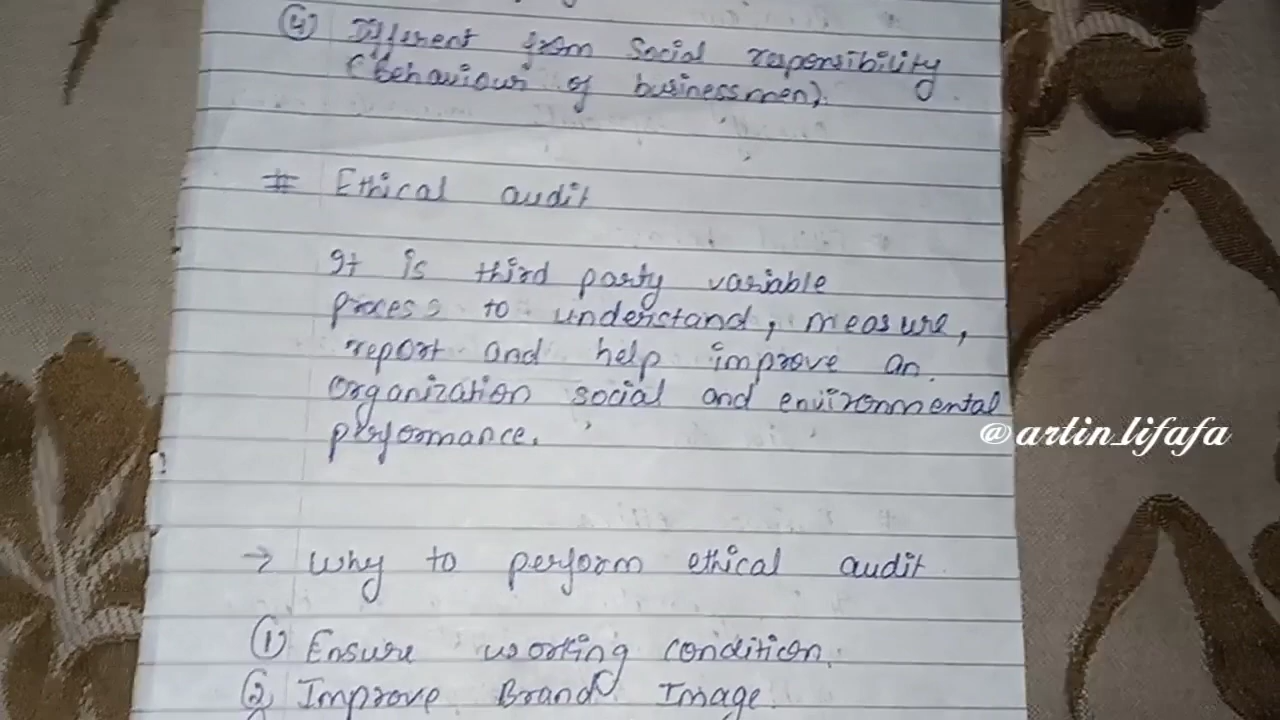 ④ Different from social responsibility
(behaviour of businessmen).
# Ethical audit
It is third party variable
process to understand, measure,
report and help improve an
organization social and environmental
performance.
@artin_lifafa
→ Why to perform ethical audit
① Ensure working condition.
② Improve Brand Image.